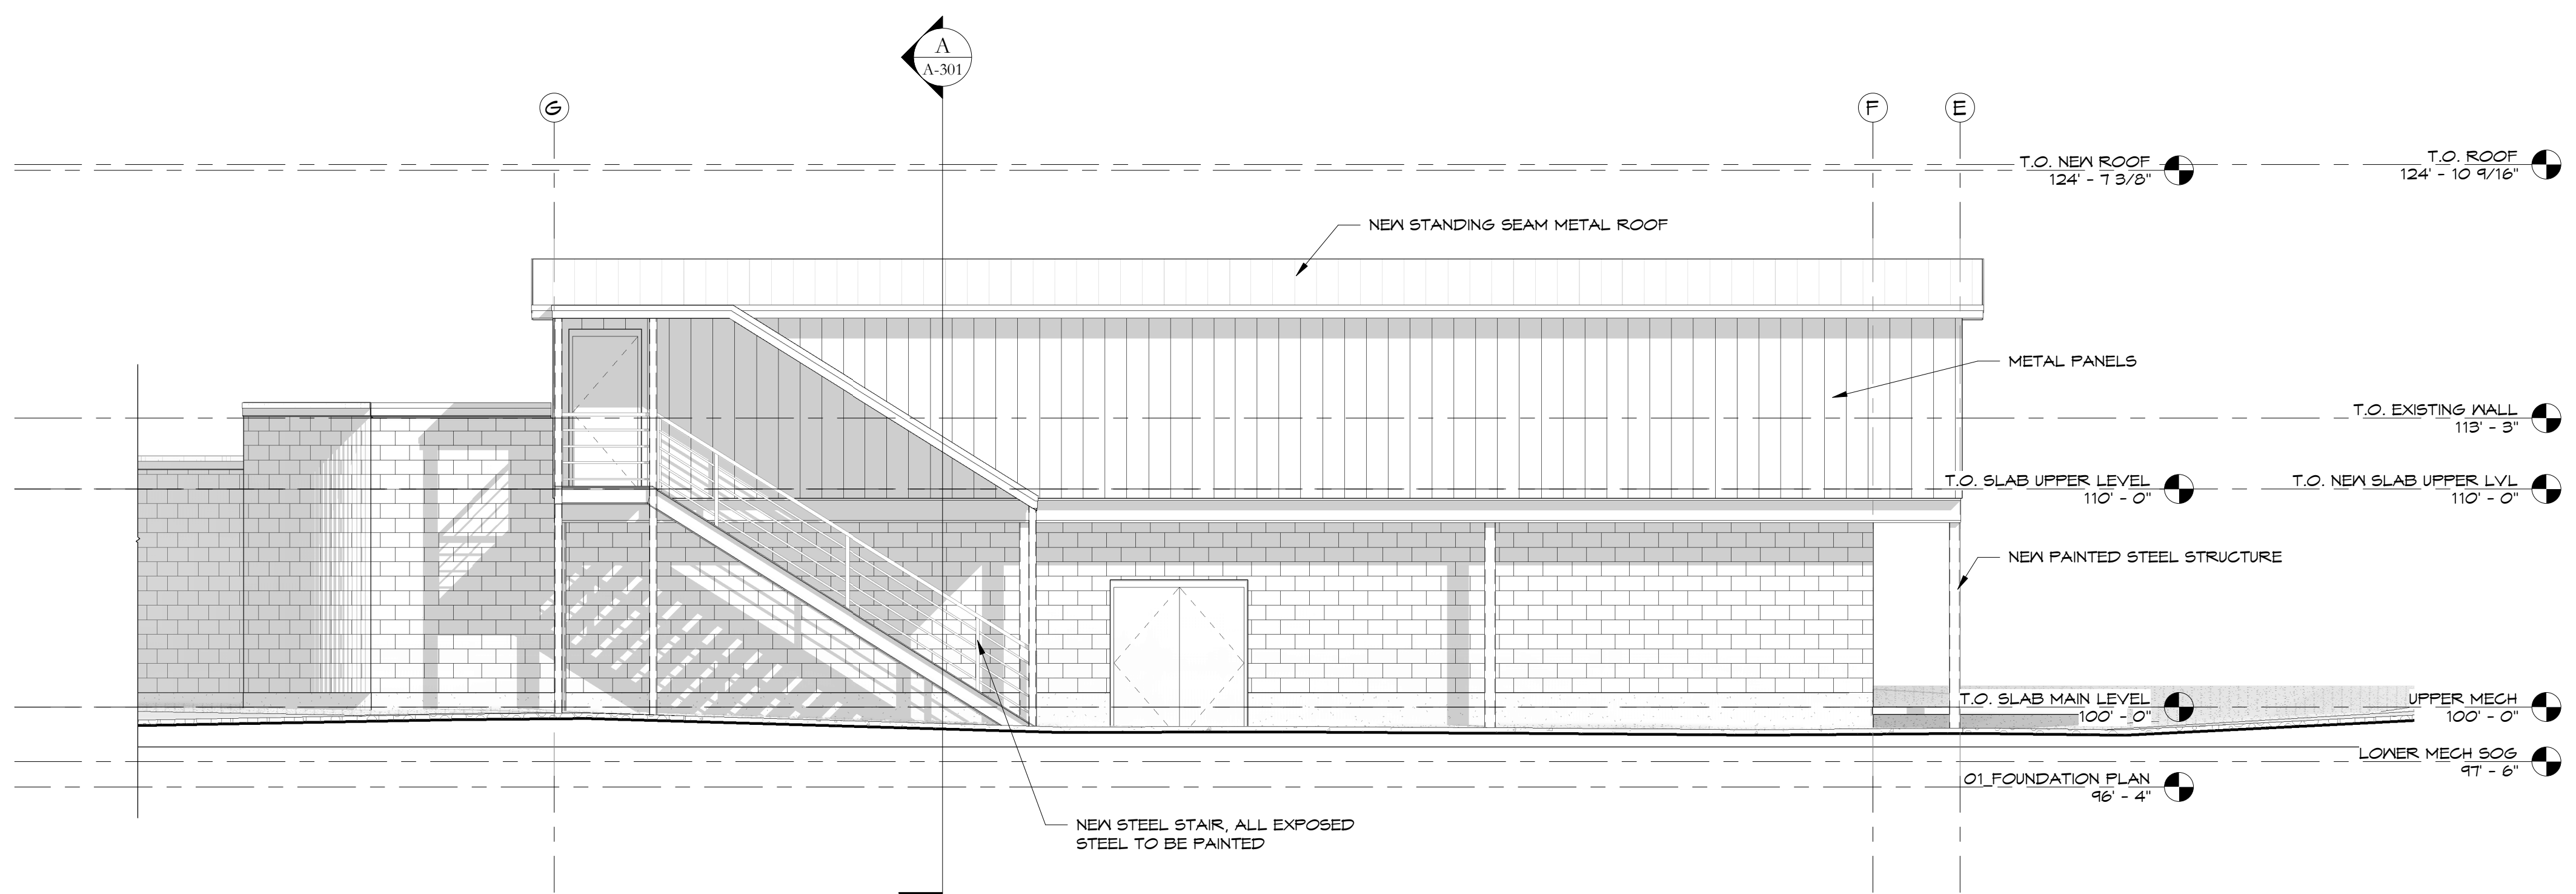 A
A-301
G
F
E
T.O. NEW ROOF
124' - 7 3/8"
T.O. ROOF
124' - 10 9/16"
NEW STANDING SEAM METAL ROOF
METAL PANELS
T.O. EXISTING WALL
113' - 3"
T.O. SLAB UPPER LEVEL
110' - 0"
T.O. NEW SLAB UPPER LVL
110' - 0"
NEW PAINTED STEEL STRUCTURE
T.O. SLAB MAIN LEVEL
100' - 0"
UPPER MECH
100' - 0"
LOWER MECH SOG
97' - 6"
01_FOUNDATION PLAN
96' - 4"
NEW STEEL STAIR, ALL EXPOSED
STEEL TO BE PAINTED